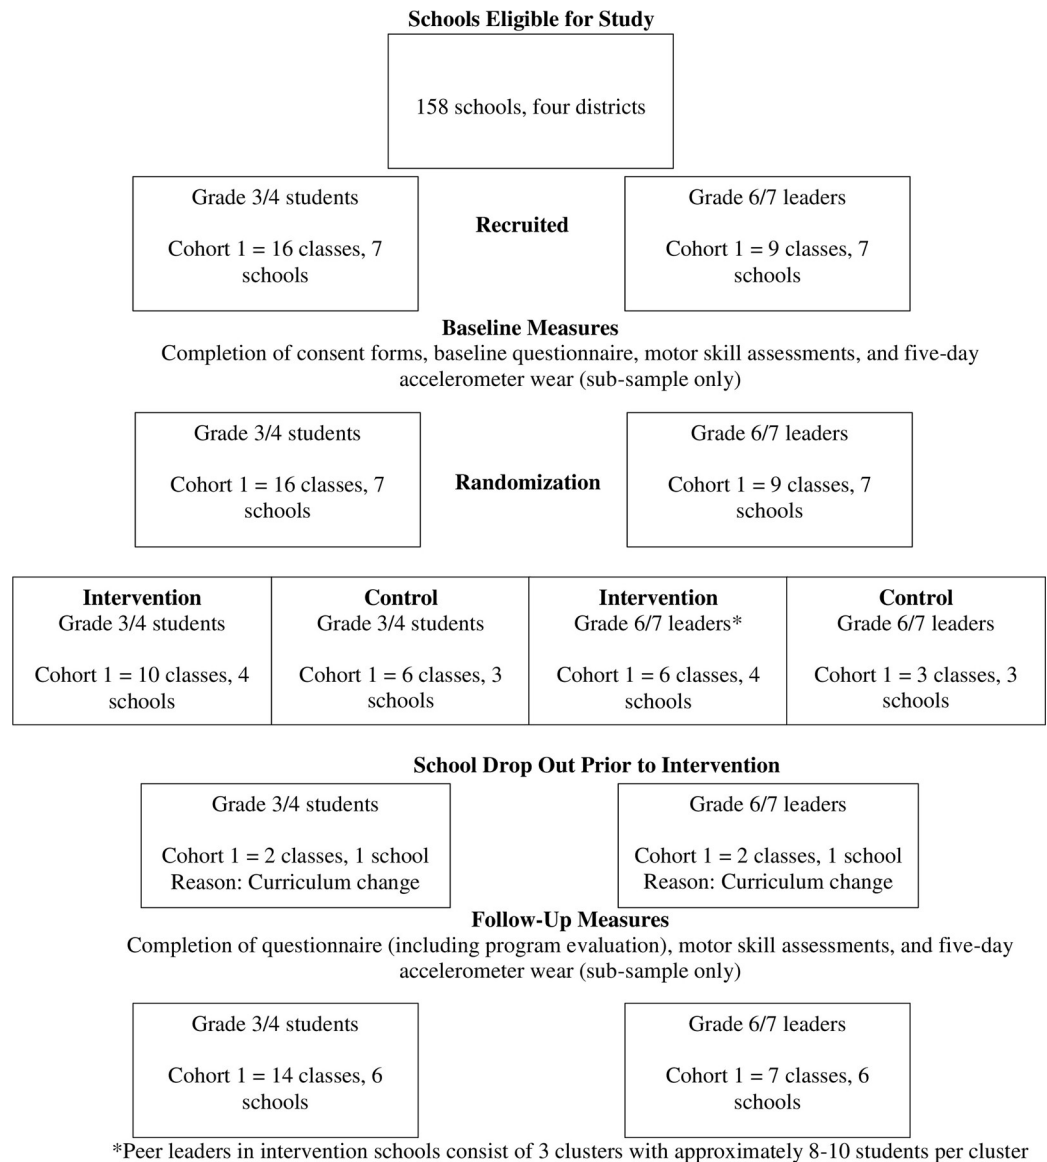 Schools Eligible for Study
158 schools, four districts
Grade 3/4 students
Cohort 1 = 16 classes, 7
schools
Recruited
Grade 6/7 leaders
Cohort 1 = 9 classes, 7
schools
Baseline Measures
Completion of consent forms, baseline questionnaire, motor skill assessments, and five-day
accelerometer wear (sub-sample only)
Grade 3/4 students
Cohort 1 = 16 classes, 7
schools
Randomization
Grade 6/7 leaders
Cohort 1 = 9 classes, 7
schools
Intervention
Grade 3/4 students
Cohort 1 = 10 classes, 4
schools
Control
Grade 3/4 students
Cohort 1 = 6 classes, 3
schools
Intervention
Grade 6/7 leaders*
Cohort 1 = 6 classes, 4
schools
Control
Grade 6/7 leaders
Cohort 1 = 3 classes, 3
schools
School Drop Out Prior to Intervention
Grade 3/4 students
Cohort 1 = 2 classes, 1 school
Reason: Curriculum change
Grade 6/7 leaders
Cohort 1 = 2 classes, 1 school
Reason: Curriculum change
Follow-Up Measures
Completion of questionnaire (including program evaluation), motor skill assessments, and five-day
accelerometer wear (sub-sample only)
Grade 3/4 students
Cohort 1 = 14 classes, 6
schools
Grade 6/7 leaders
Cohort 1 = 7 classes, 6
schools
*Peer leaders in intervention schools consist of 3 clusters with approximately 8-10 students per cluster